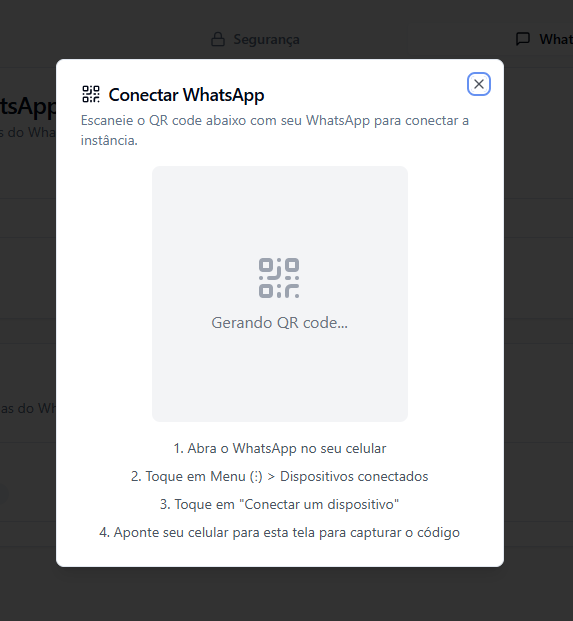 Segurança
What
tsApp
s do Wha
Conectar WhatsApp
Escaneie o QR code abaixo com seu WhatsApp para conectar a
instância.
Gerando QR code...
as do Wh
1. Abra o WhatsApp no seu celular
2. Toque em Menu (⋮) > Dispositivos conectados
3. Toque em "Conectar um dispositivo"
4. Aponte seu celular para esta tela para capturar o código